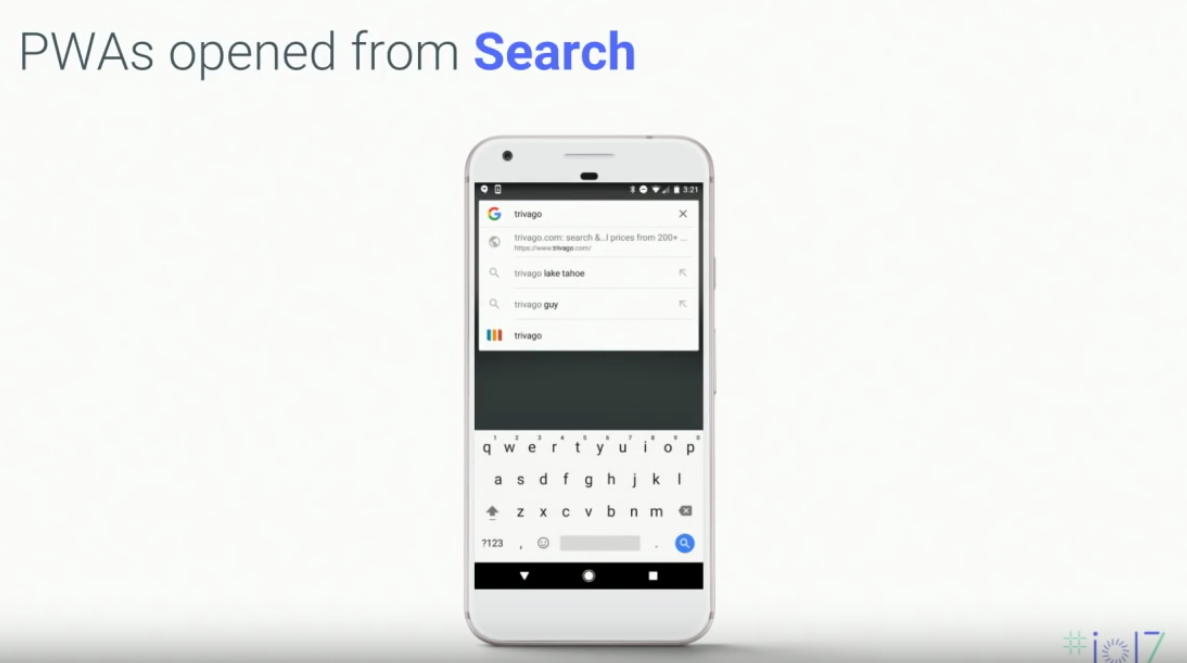 PWAs opened from Search
3:21
trivago
trivago.com: search &...l prices from 200+ ...
https://www.trivago.com/
trivago lake tahoe
trivago guy
trivago
1 2 3 4 5 6 7 8 9 0
q w e r t y u i o p
a s d f g h j k l
z x c v b n m
?123 , .
#io17